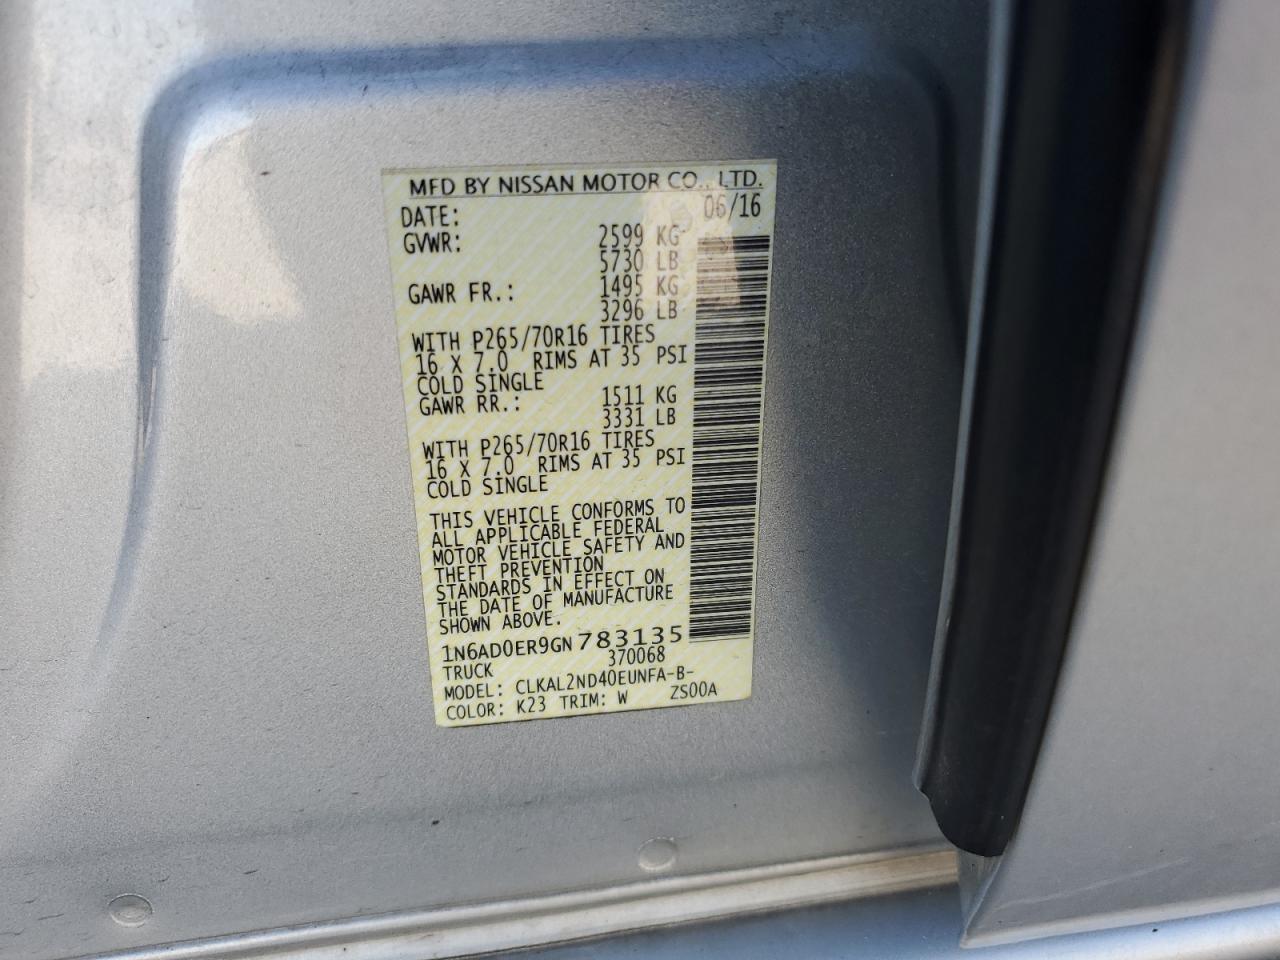 MFD BY NISSAN MOTOR CO., LTD.
DATE: 06/16
GVWR: 2599 KG
5730 LB
GAWR FR.: 1495 KG
3296 LB
WITH P265/70R16 TIRES
16 X 7.0 RIMS AT 35 PSI
COLD SINGLE
GAWR RR.: 1511 KG
3331 LB
WITH P265/70R16 TIRES
16 X 7.0 RIMS AT 35 PSI
COLD SINGLE
THIS VEHICLE CONFORMS TO
ALL APPLICABLE FEDERAL
MOTOR VEHICLE SAFETY AND
THEFT PREVENTION
STANDARDS IN EFFECT ON
THE DATE OF MANUFACTURE
SHOWN ABOVE.
1N6AD0ER9GN783135
TRUCK 370068
MODEL: CLKAL2ND40EUNFA-B-
COLOR: K23 TRIM: W ZS00A